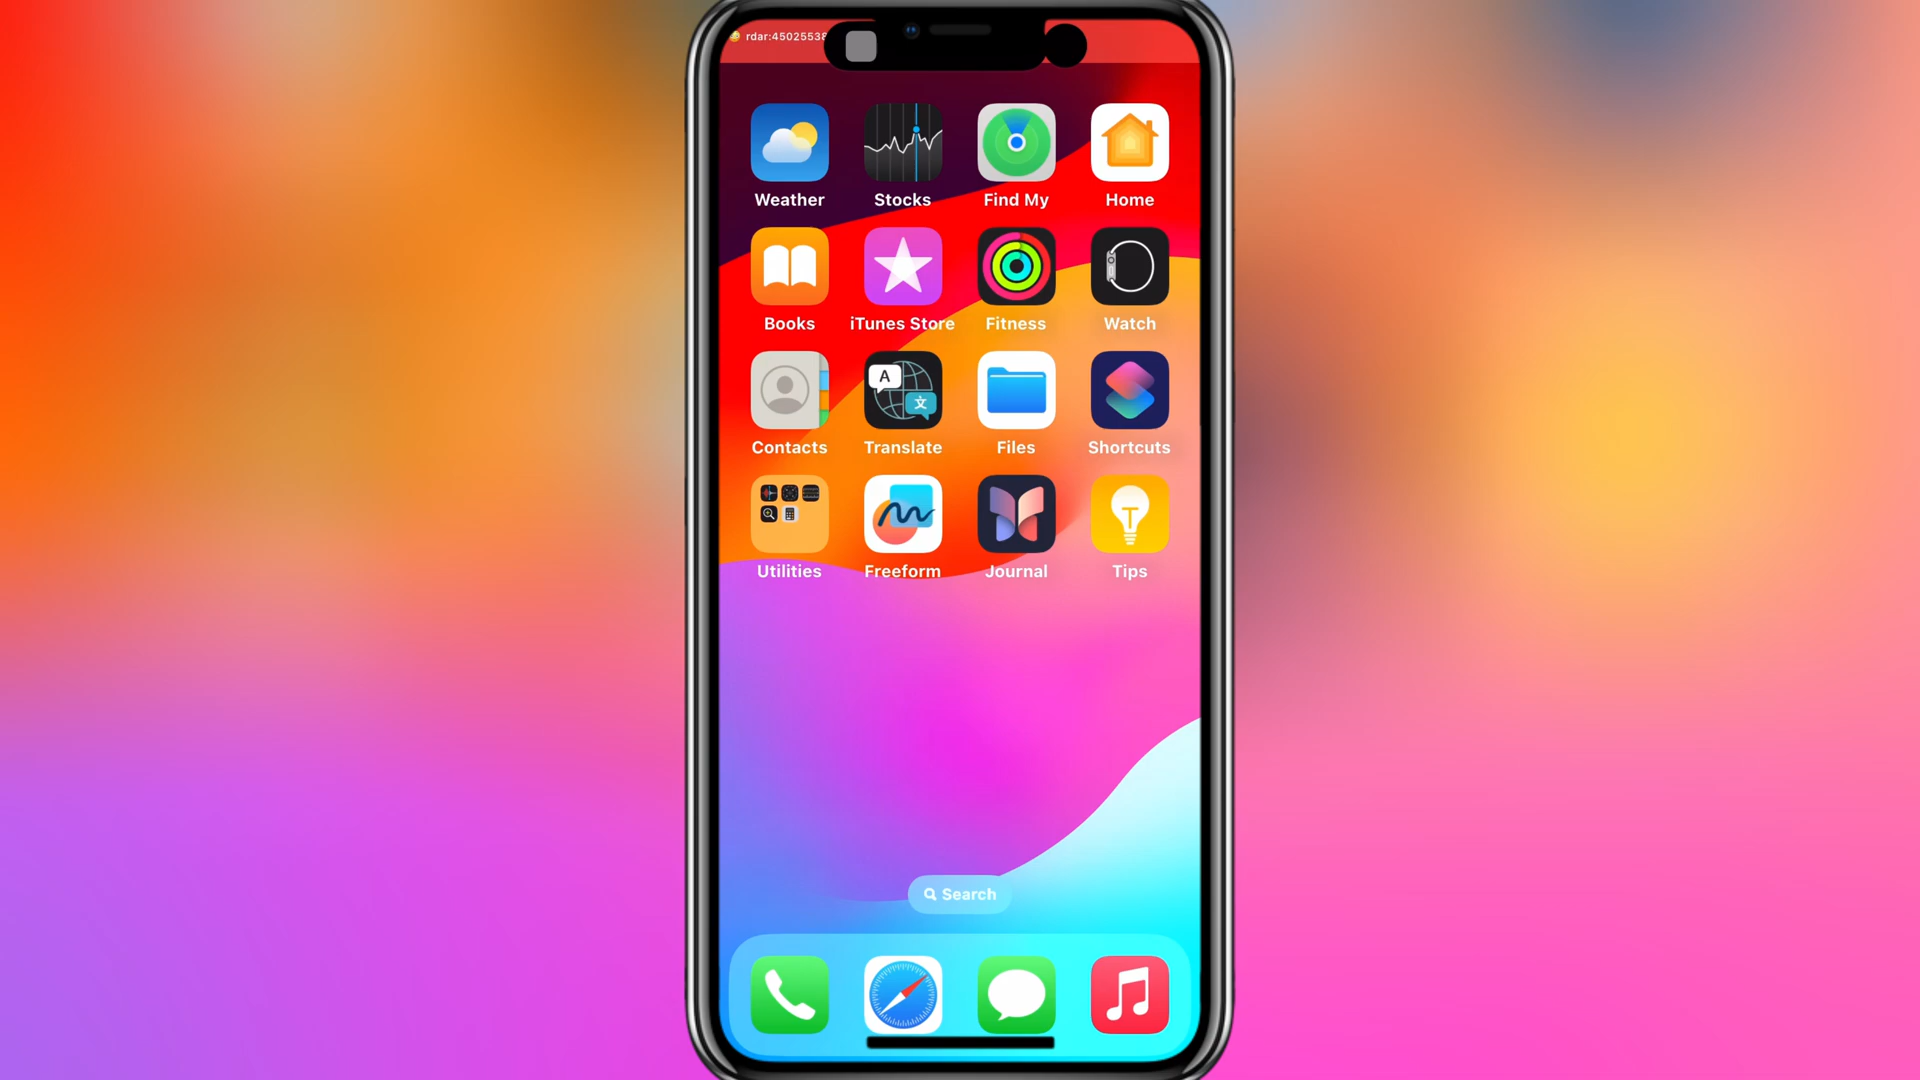 rdar:45025538
Weather Stocks Find My Home
Books iTunes Store Fitness Watch
A
文
Contacts Translate Files Shortcuts
Utilities Freeform Journal Tips
Search